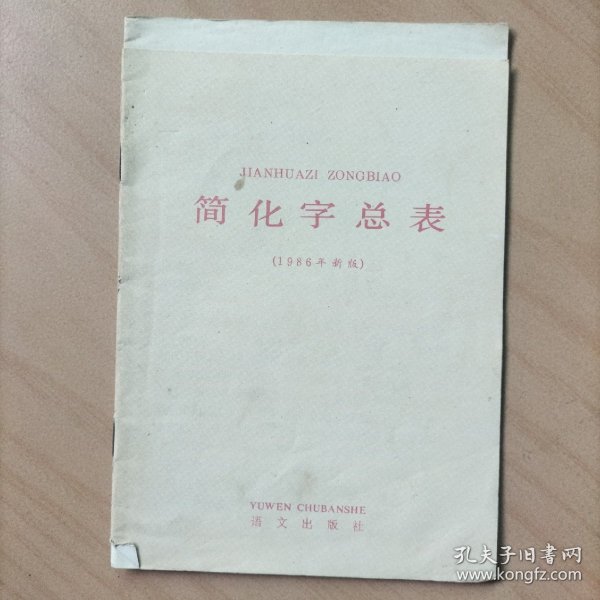 JIANHUAZI ZONGBIAO
简化字总表
(1986年新版)
YUWEN CHUBANSHE
语文出版社
孔夫子旧书网
www.kongfz.com